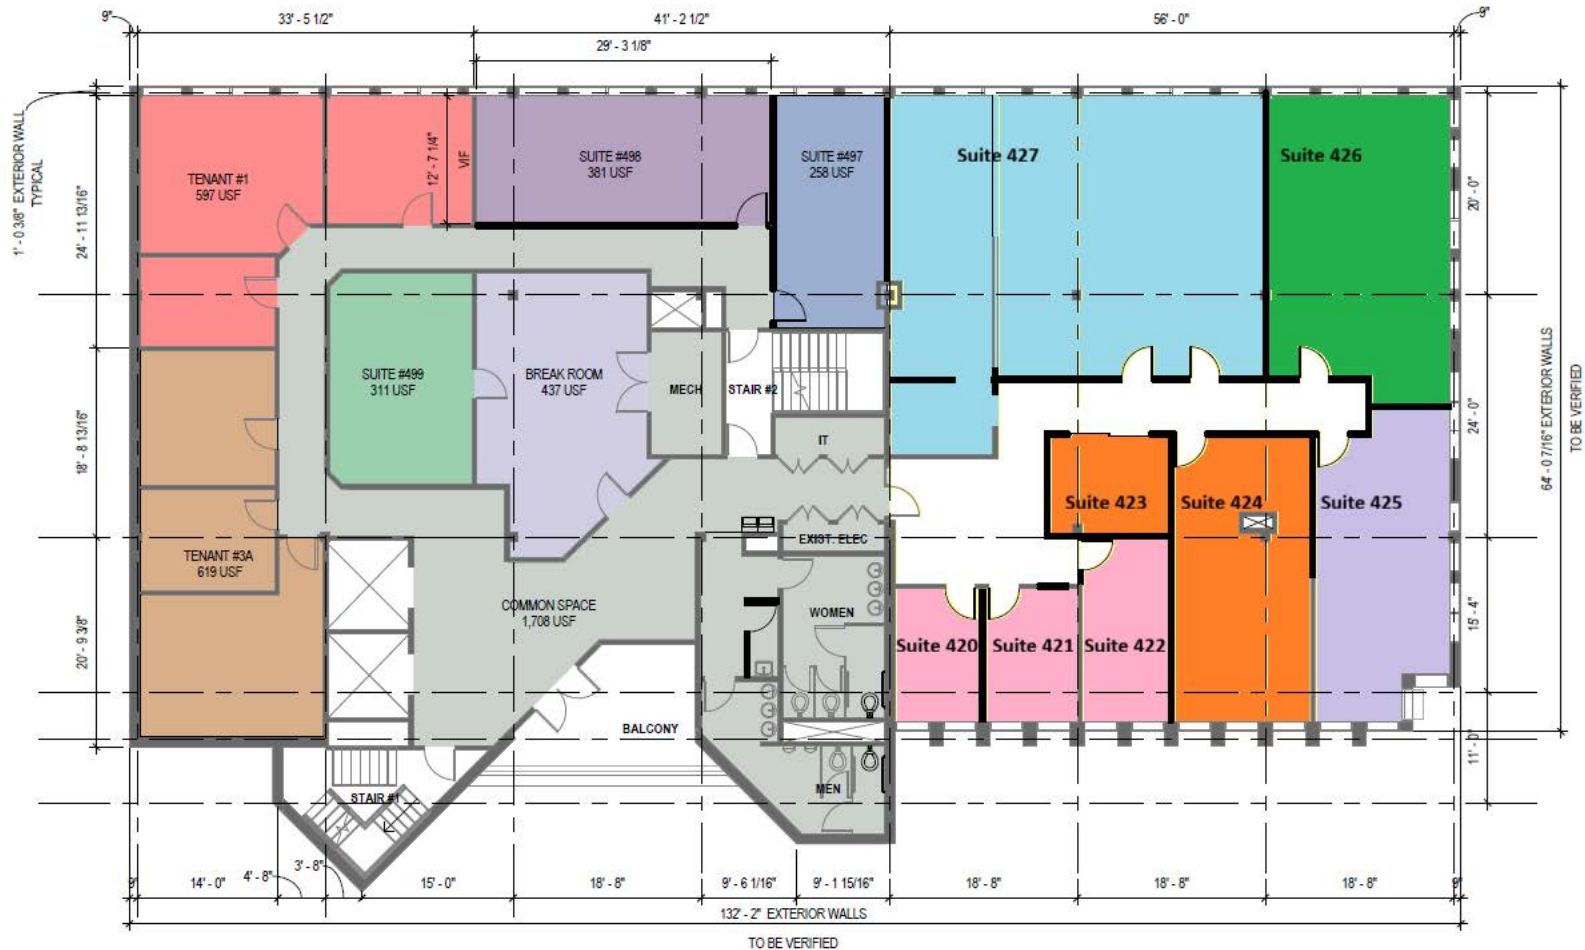 9"
33' - 5 1/2"
41' - 2 1/2"
56' - 0"
9"
29' - 3 1/8"
1' - 0 3/8" EXTERIOR WALL
TYPICAL
24' - 11 13/16"
18' - 8 13/16"
20' - 9 3/8"
TENANT #1
597 USF
12' - 7 1/4"
VIF
SUITE #498
381 USF
SUITE #497
258 USF
Suite 427
Suite 426
20' - 0"
24' - 0"
15' - 4"
11' - 0"
64' - 0 7/16" EXTERIOR WALLS
TO BE VERIFIED
SUITE #499
311 USF
BREAK ROOM
437 USF
MECH
STAIR #2
IT
EXIST. ELEC
Suite 423
Suite 424
Suite 425
TENANT #3A
619 USF
COMMON SPACE
1,708 USF
WOMEN
Suite 420
Suite 421
Suite 422
BALCONY
MEN
STAIR #1
9"
14' - 0"
4' - 8"
3' - 8"
15' - 0"
18' - 8"
9' - 6 1/16"
9' - 1 15/16"
18' - 8"
18' - 8"
18' - 8"
9"
132' - 2" EXTERIOR WALLS
TO BE VERIFIED